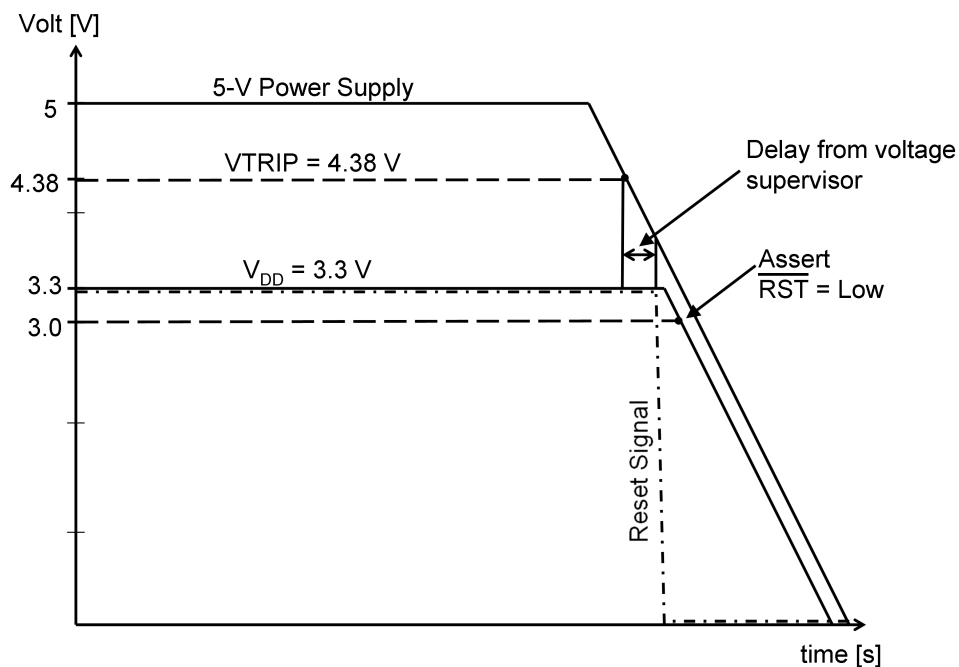 Volt [V]
5-V Power Supply
5
VTRIP = 4.38 V
Delay from voltage
supervisor
4.38
V_DD = 3.3 V
Assert
R̅S̅T̅ = Low
3.3
3.0
Reset Signal
time [s]